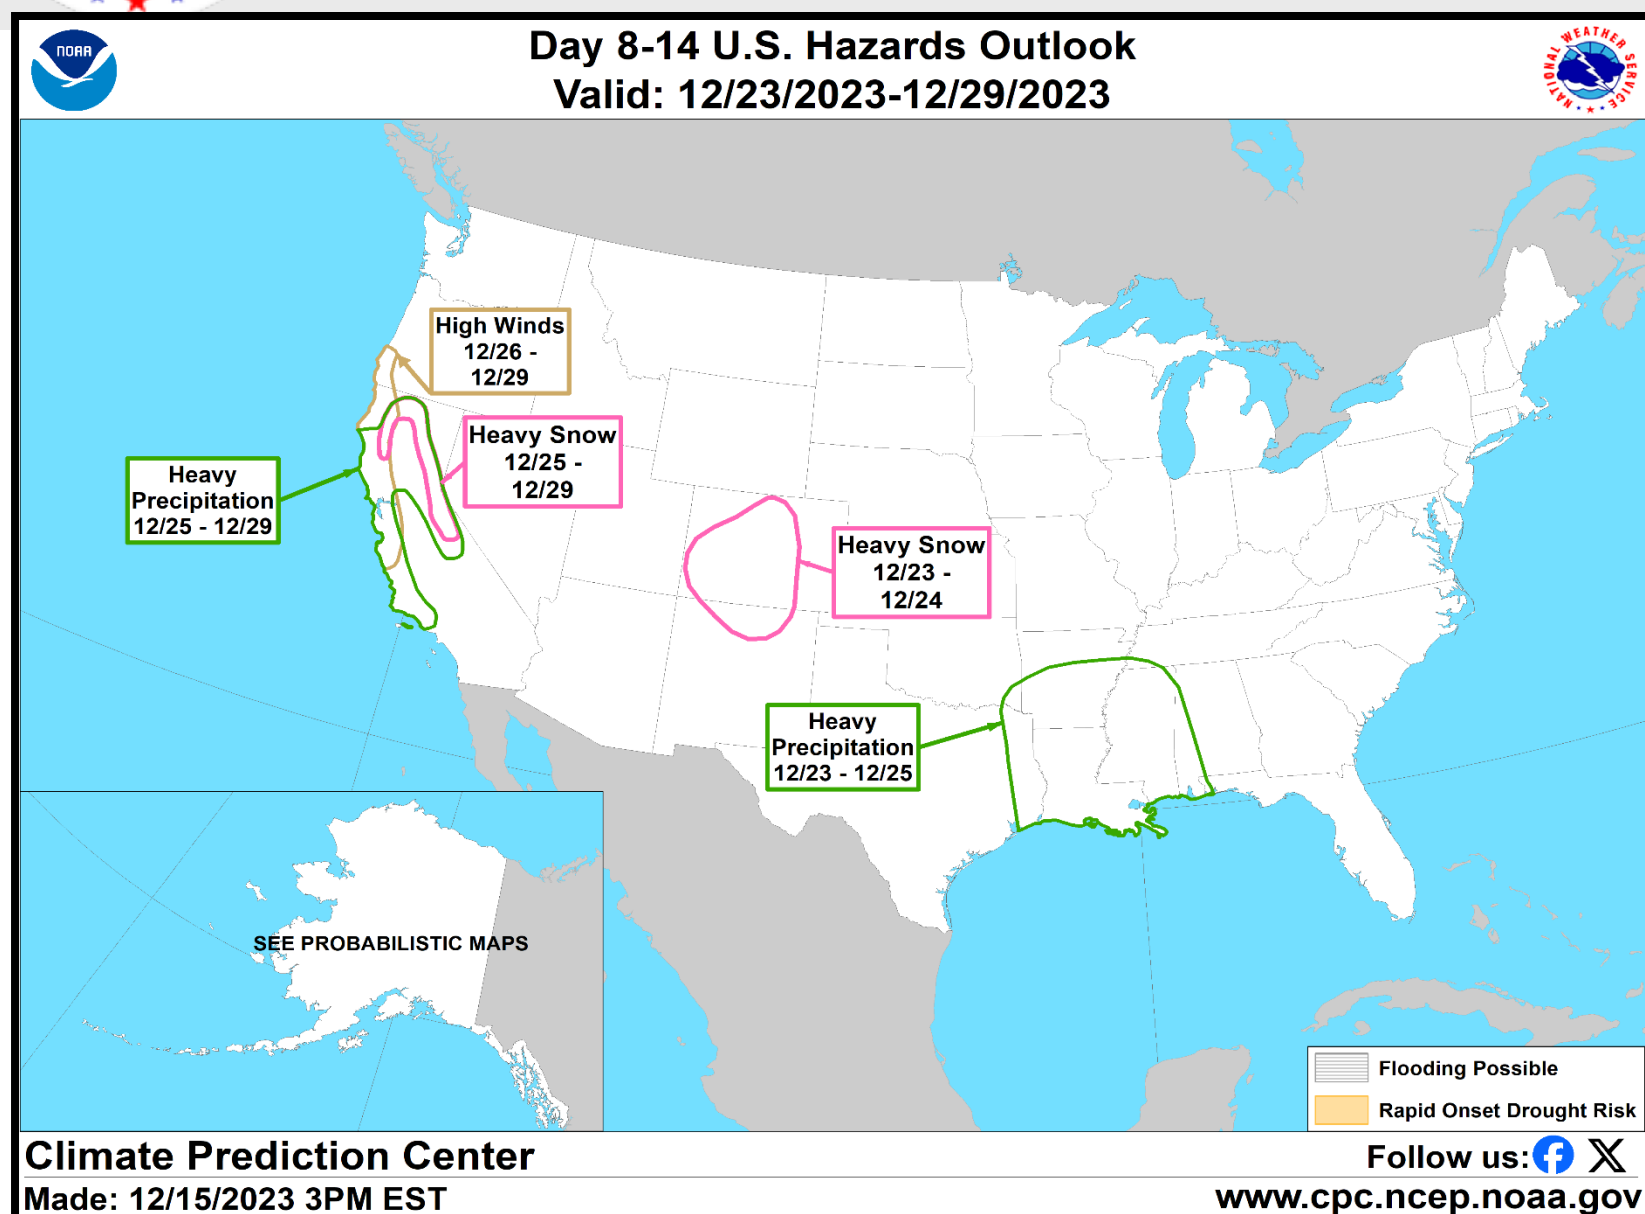 NOAA
Day 8-14 U.S. Hazards Outlook
Valid: 12/23/2023-12/29/2023
NATIONAL WEATHER SERVICE
High Winds
12/26 -
12/29
Heavy Snow
12/25 -
12/29
Heavy
Precipitation
12/25 - 12/29
Heavy Snow
12/23 -
12/24
Heavy
Precipitation
12/23 - 12/25
SEE PROBABILISTIC MAPS
Flooding Possible
Rapid Onset Drought Risk
Climate Prediction Center
Follow us:
Made: 12/15/2023 3PM EST
www.cpc.ncep.noaa.gov